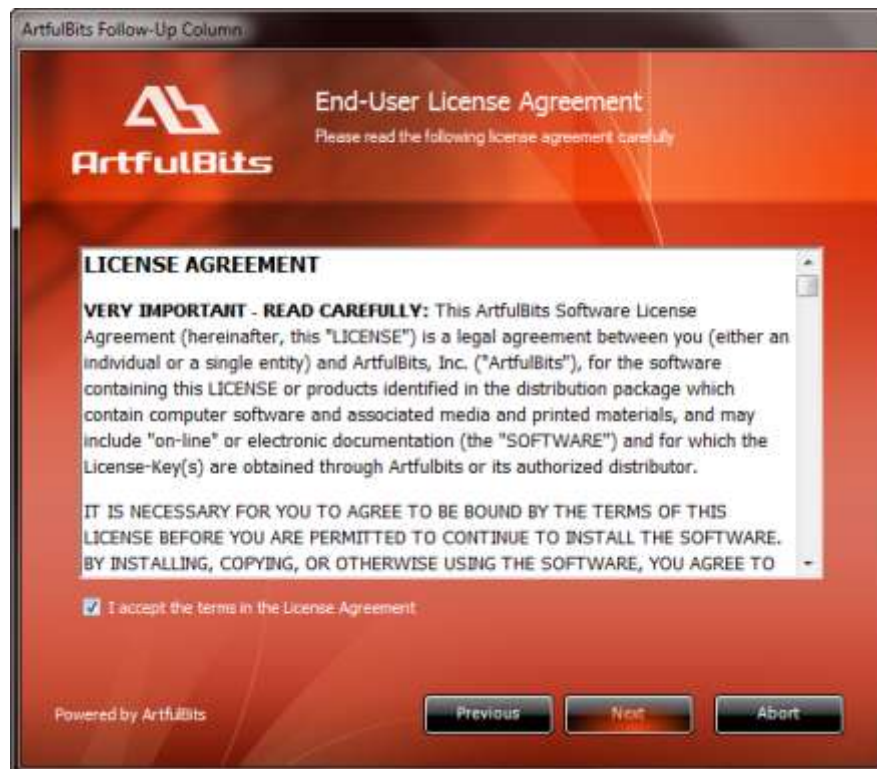 ArtfulBits Follow-Up Column
ArtfulBits
End-User License Agreement
Please read the following license agreement carefully
LICENSE AGREEMENT
VERY IMPORTANT - READ CAREFULLY: This ArtfulBits Software License
Agreement (hereinafter, this "LICENSE") is a legal agreement between you (either an
individual or a single entity) and ArtfulBits, Inc. ("ArtfulBits"), for the software
containing this LICENSE or products identified in the distribution package which
contain computer software and associated media and printed materials, and may
include "on-line" or electronic documentation (the "SOFTWARE") and for which the
License-Key(s) are obtained through Artfulbits or its authorized distributor.
IT IS NECESSARY FOR YOU TO AGREE TO BE BOUND BY THE TERMS OF THIS
LICENSE BEFORE YOU ARE PERMITTED TO CONTINUE TO INSTALL THE SOFTWARE.
BY INSTALLING, COPYING, OR OTHERWISE USING THE SOFTWARE, YOU AGREE TO
I accept the terms in the License Agreement
Powered by ArtfulBits
Previous
Next
Abort